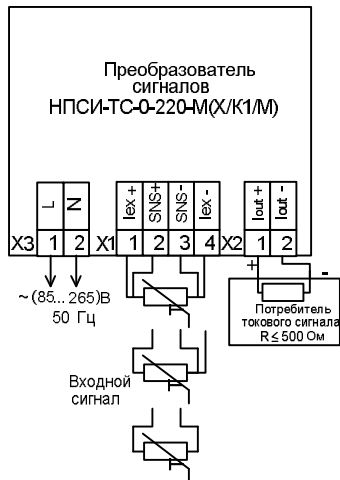 Преобразователь
сигналов
НПСИ-ТС-0-220-М(Х/К1/М)
L N Iex + SNS+ SNS- Iex - Iout + Iout -
X3 1 2 X1 1 2 3 4 X2 1 2
+ -
~(85... 265)В
50 Гц
Потребитель
токового сигнала
R ≤ 500 Ом
Входной
сигнал